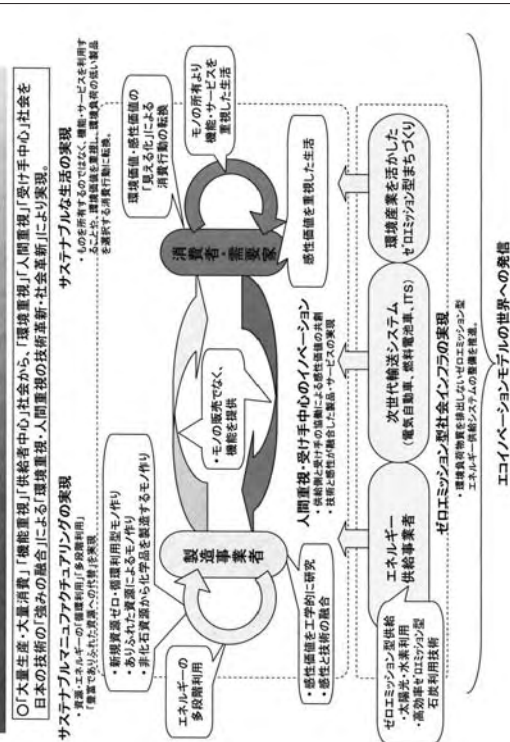 ○「大量生産・大量消費」「機能重視」「供給者中心」社会から、「環境重視」「人間重視」「受け手中心」社会を
日本の技術の「強みの融合」による「環境重視・人間重視の技術革新・社会革新」により実現。
サステナブルマニュファクチュアリングの実現
・資源・エネルギーの「循環利用」「多段階利用」
「豊富でありふれた資源への代替」を実現
サステナブルな生活の実現
・ものを所有するのではなく、機能・サービスを利用す
ることや、環境価値を重視し、環境負荷の低い製品
を選択する消費行動に転換。
・新規資源ゼロ・循環利用型モノ作り
・ありふれた資源によるモノ作り
・非化石資源から化学品を製造するモノ作り
環境価値・感性価値の
「見える化」による
消費行動の転換
エネルギーの
多段階利用
製造事業者
・モノの販売でなく、
機能を提供
消費者・需要家
モノの所有より
機能・サービスを
重視した生活
・感性価値を工学的に研究
・感性と技術の融合
感性価値を重視した生活
人間重視・受け手中心のイノベーション
・供給側と受け手の協働による感性価値の共創
・技術と感性が融合した製品・サービスの実現
エネルギー
供給事業者
次世代輸送システム
(電気自動車、燃料電池車、ITS)
環境産業を活かした
ゼロエミッション型まちづくり
ゼロエミッション型供給
・太陽光・水素利用
・高効率ゼロエミッション型
石炭利用技術
ゼロエミッション型社会インフラの実現
・環境負荷物質を排出しないゼロエミッション型
エネルギー供給システムの整備を推進。
エコイノベーションモデルの世界への発信